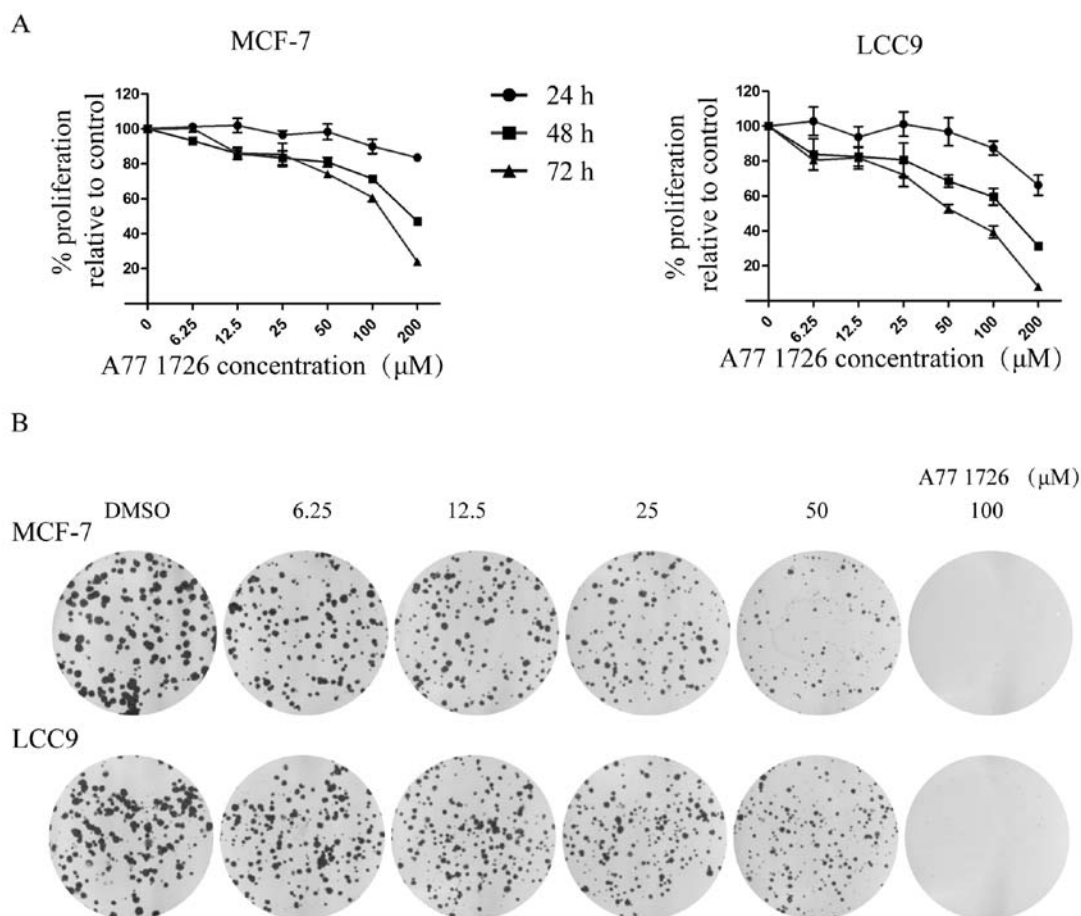 A
MCF-7
LCC9
120
100
80
60
40
20
% proliferation
relative to control
0
6.25
12.5
25
50
100
200
A77 1726 concentration (μM)
24 h
48 h
72 h
120
100
80
60
40
20
% proliferation
relative to control
0
6.25
12.5
25
50
100
200
A77 1726 concentration (μM)
B
A77 1726 (μM)
DMSO 6.25 12.5 25 50 100
MCF-7
LCC9